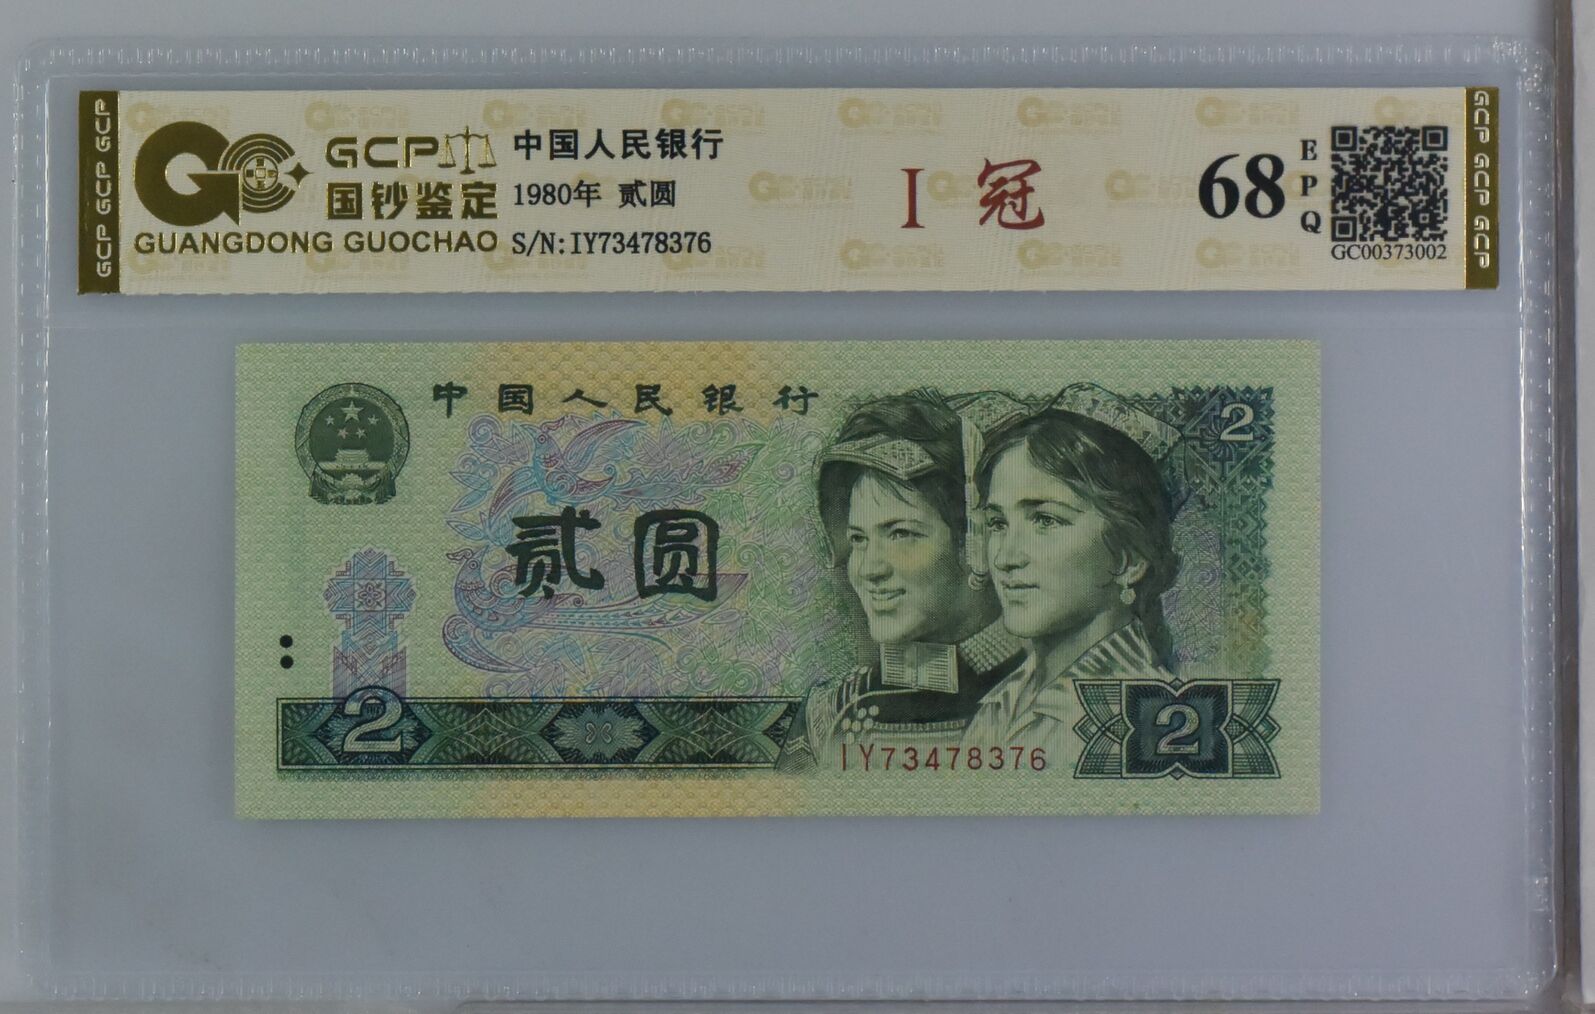 GCP GCP GCP
GCP
国钞鉴定
GUANGDONG GUOCHAO
中国人民银行
1980年 贰圆
S/N:IY73478376
I 冠
68
EPQ
GC00373002
GCP GCP GCP
中国人民银行
2
贰圆
2
2
IY73478376